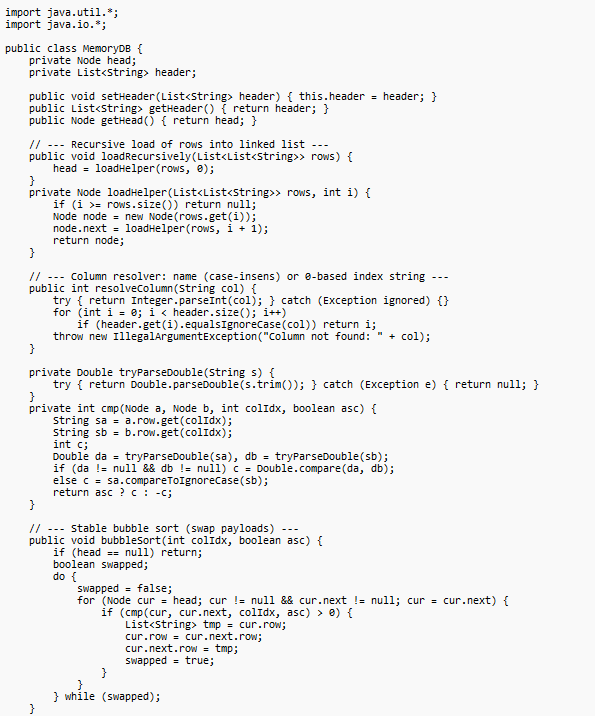 import java.util.*;
import java.io.*;

public class MemoryDB {
    private Node head;
    private List<String> header;

    public void setHeader(List<String> header) { this.header = header; }
    public List<String> getHeader() { return header; }
    public Node getHead() { return head; }

    // --- Recursive load of rows into linked list ---
    public void loadRecursively(List<List<String>> rows) {
        head = loadHelper(rows, 0);
    }
    private Node loadHelper(List<List<String>> rows, int i) {
        if (i >= rows.size()) return null;
        Node node = new Node(rows.get(i));
        node.next = loadHelper(rows, i + 1);
        return node;
    }

    // --- Column resolver: name (case-insens) or 0-based index string ---
    public int resolveColumn(String col) {
        try { return Integer.parseInt(col); } catch (Exception ignored) {}
        for (int i = 0; i < header.size(); i++)
            if (header.get(i).equalsIgnoreCase(col)) return i;
        throw new IllegalArgumentException("Column not found: " + col);
    }

    private Double tryParseDouble(String s) {
        try { return Double.parseDouble(s.trim()); } catch (Exception e) { return null; }
    }
    private int cmp(Node a, Node b, int colIdx, boolean asc) {
        String sa = a.row.get(colIdx);
        String sb = b.row.get(colIdx);
        int c;
        Double da = tryParseDouble(sa), db = tryParseDouble(sb);
        if (da != null && db != null) c = Double.compare(da, db);
        else c = sa.compareToIgnoreCase(sb);
        return asc ? c : -c;
    }

    // --- Stable bubble sort (swap payloads) ---
    public void bubbleSort(int colIdx, boolean asc) {
        if (head == null) return;
        boolean swapped;
        do {
            swapped = false;
            for (Node cur = head; cur != null && cur.next != null; cur = cur.next) {
                if (cmp(cur, cur.next, colIdx, asc) > 0) {
                    List<String> tmp = cur.row;
                    cur.row = cur.next.row;
                    cur.next.row = tmp;
                    swapped = true;
                }
            }
        } while (swapped);
    }